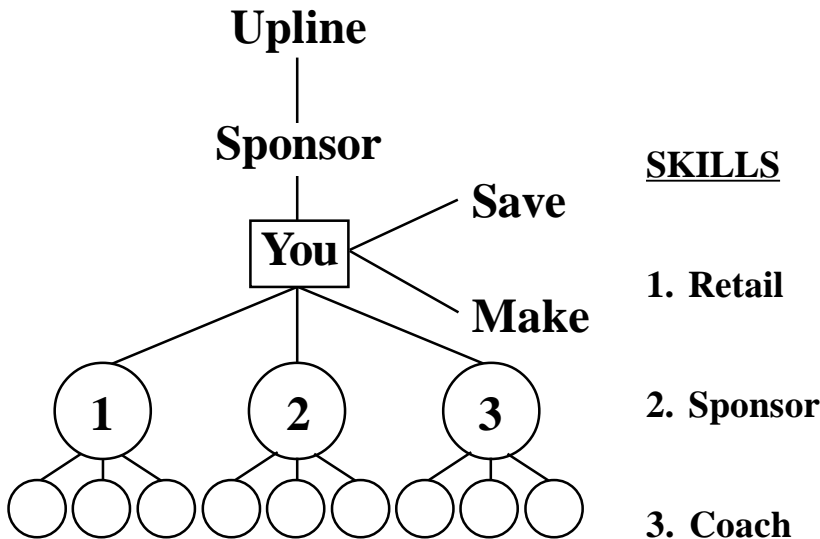 Upline
Sponsor
You
Save
Make
1
2
3
SKILLS
1. Retail
2. Sponsor
3. Coach